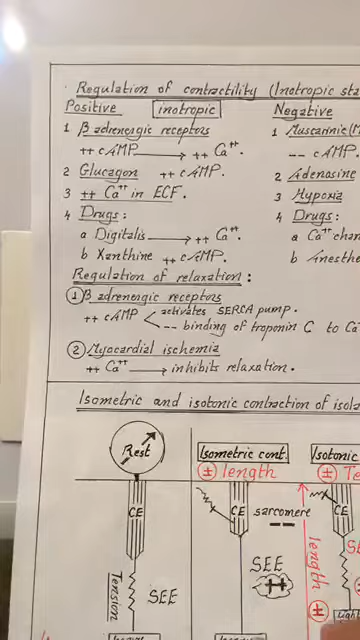 Regulation of contractility (Inotropic sta
Positive inotropic Negative
1 β adrenergic receptors
++ cAMP → ++ Ca++.
2 Glucagon ++ cAMP.
3 ++ Ca++ in ECF.
4 Drugs:
a Digitalis → ++ Ca++.
b Xanthine ++ cAMP.
1 Muscarinic (M
-- cAMP.
2 Adenosine
3 Hypoxia
4 Drugs:
a Ca++ chan
b Anesthe
Regulation of relaxation:
① β adrenergic receptors
++ cAMP < activates SERCA pump.
-- binding of troponin C to Ca
② Myocardial ischemia
++ Ca++ → inhibits relaxation.
Isometric and isotonic contraction of isola
Rest
CE
Tension
SEE
Isometric cont.
± length
CE
sarcomere
SEE
++
Isotonic
± Te
CE
length
±